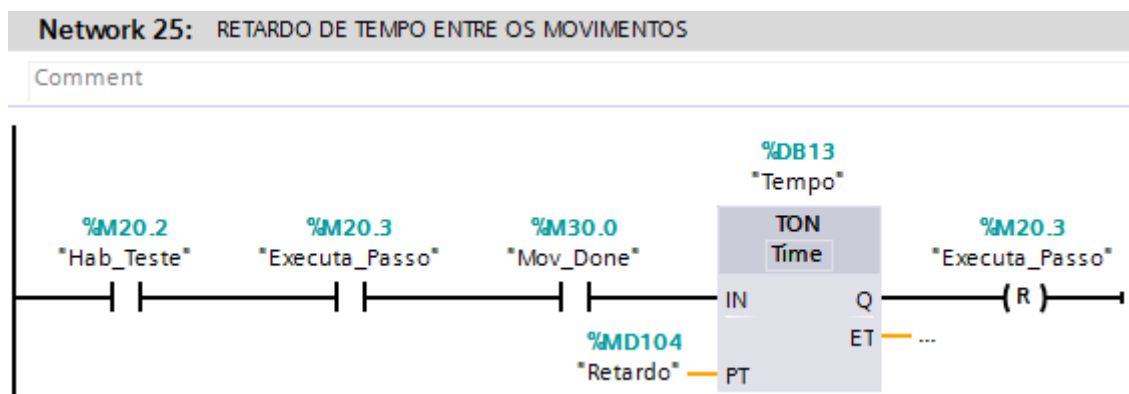 Network 25: RETARDO DE TEMPO ENTRE OS MOVIMENTOS
Comment
%DB13
"Tempo"
%M20.2 %M20.3 %M30.0 TON %M20.3
"Hab_Teste" "Executa_Passo" "Mov_Done" Time "Executa_Passo"
IN Q ( R )
%MD104 ET ...
"Retardo" PT